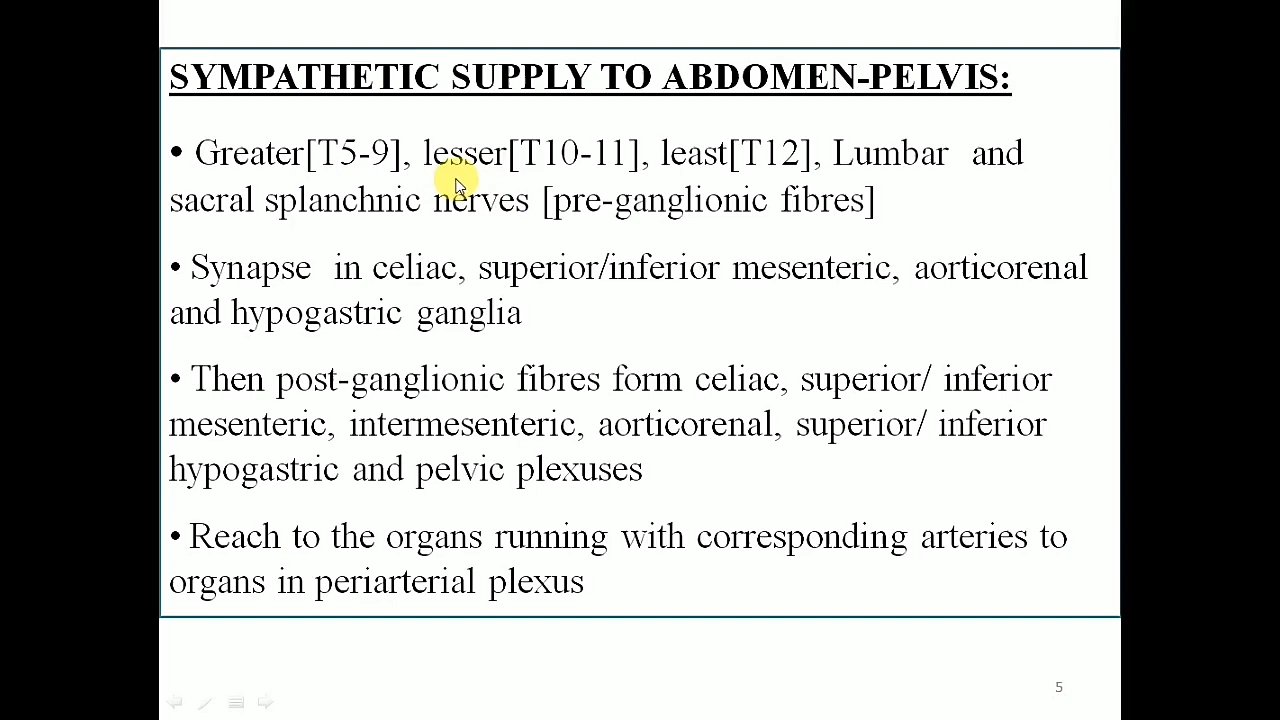 SYMPATHETIC SUPPLY TO ABDOMEN-PELVIS:
• Greater[T5-9], lesser[T10-11], least[T12], Lumbar and
sacral splanchnic nerves [pre-ganglionic fibres]
• Synapse in celiac, superior/inferior mesenteric, aorticorenal
and hypogastric ganglia
• Then post-ganglionic fibres form celiac, superior/ inferior
mesenteric, intermesenteric, aorticorenal, superior/ inferior
hypogastric and pelvic plexuses
• Reach to the organs running with corresponding arteries to
organs in periarterial plexus
5